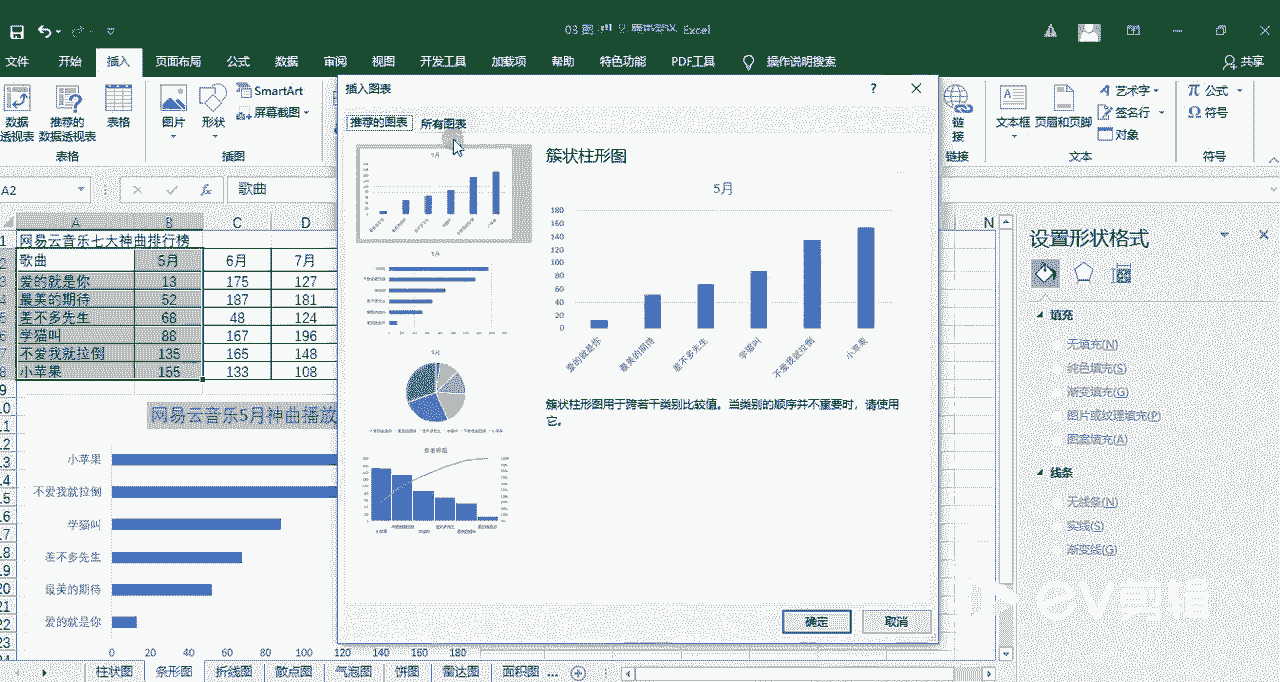 Excel
文件 开始 插入 页面布局 公式 数据 审阅 视图 开发工具 加载项 帮助 特色功能 PDF工具 操作说明搜索 共享
数据透视表 推荐的数据透视表 表格 图片 形状 SmartArt 屏幕截图
表格 插图
链接 文本框 页眉和页脚 艺术字 签名行 对象 公式 符号
链接 文本 符号
A2 fx 歌曲
A B C D N
网易云音乐七大神曲排行榜
歌曲 5月 6月 7月
爱的就是你 13 175 127
最美的期待 52 187 181
差不多先生 68 48 124
学猫叫 88 167 196
不爱我就拉倒 135 165 148
小苹果 155 133 108
网易云音乐5月神曲播放
小苹果
不爱我就拉倒
学猫叫
差不多先生
最美的期待
爱的就是你
0 20 40 60 80 100 120 140 160 180
柱状图 条形图 折线图 散点图 气泡图 饼图 雷达图 面积图 ...
插入图表 ?
推荐的图表 所有图表
5月
5月
5月
图表标题
簇状柱形图
5月
180
160
140
120
100
80
60
40
20
0
爱的就是你 最美的期待 差不多先生 学猫叫 不爱我就拉倒 小苹果
簇状柱形图用于跨若干类别比较值。当类别的顺序并不重要时，请使用
它。
确定 取消
设置形状格式
填充
无填充(N)
纯色填充(S)
渐变填充(G)
图片或纹理填充(P)
图案填充(A)
线条
无线条(N)
实线(S)
渐变线(G)
ev剪辑